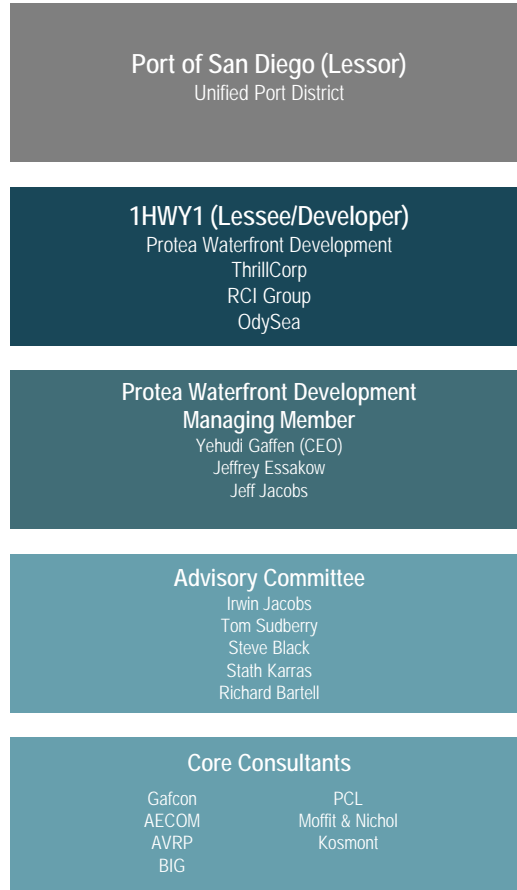 Port of San Diego (Lessor)
Unified Port District
1HWY1 (Lessee/Developer)
Protea Waterfront Development
ThrillCorp
RCI Group
OdySea
Protea Waterfront Development
Managing Member
Yehudi Gaffen (CEO)
Jeffrey Essakow
Jeff Jacobs
Advisory Committee
Irwin Jacobs
Tom Sudberry
Steve Black
Stath Karras
Richard Bartell
Core Consultants
Gafcon
AECOM
AVRP
BIG
PCL
Moffit & Nichol
Kosmont